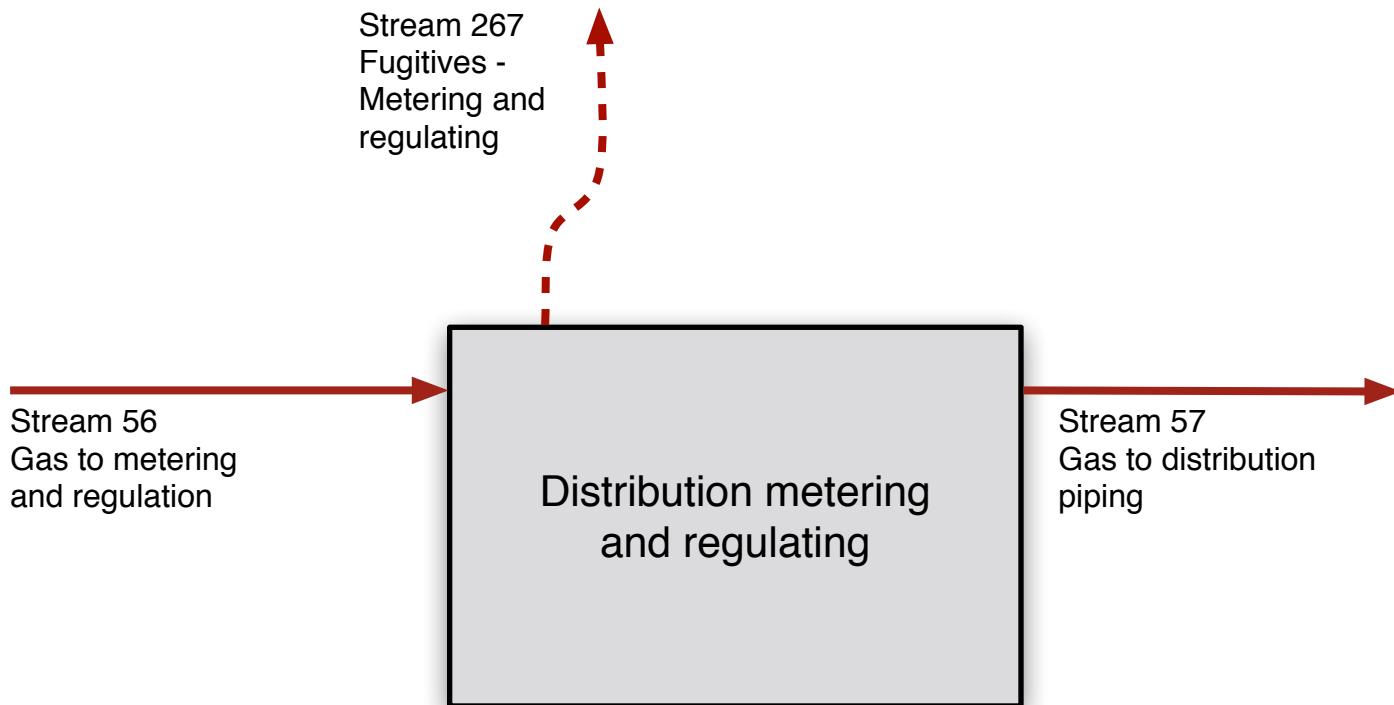 Stream 267
Fugitives -
Metering and
regulating
Stream 56
Gas to metering
and regulation
Distribution metering
and regulating
Stream 57
Gas to distribution
piping